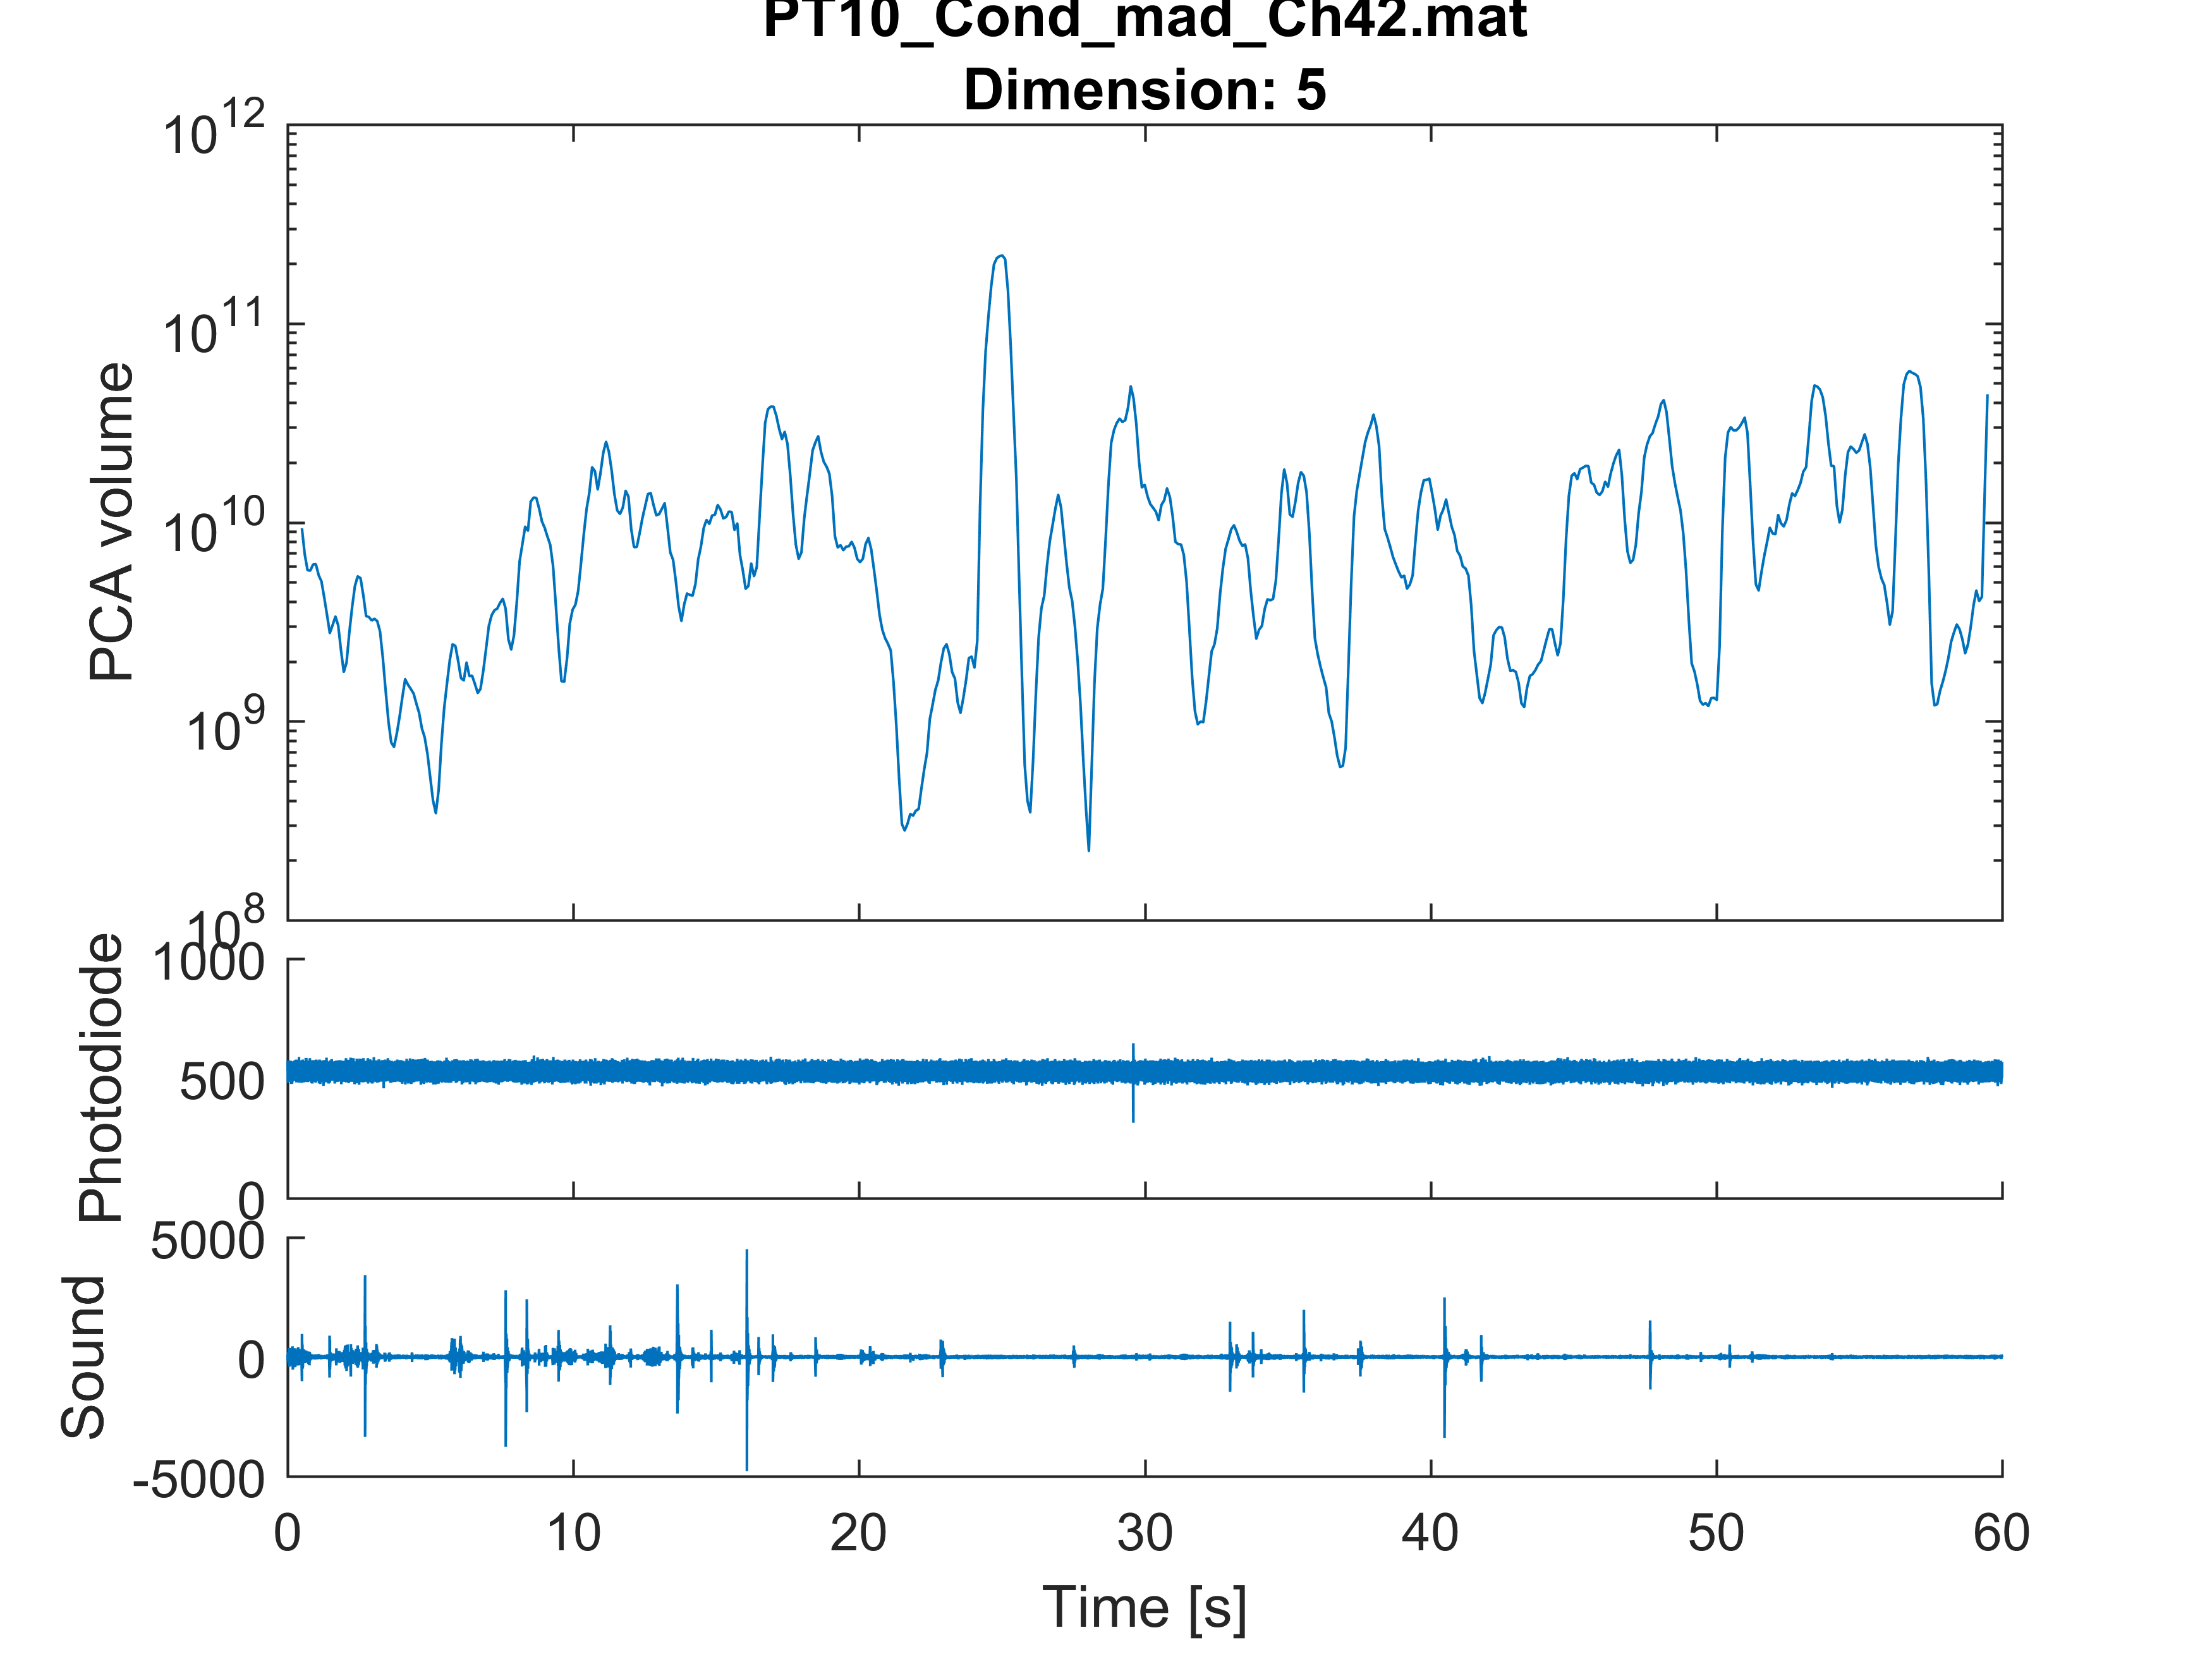 PT10_Cond_mad_Ch42.mat
Dimension: 5
10^12
10^11
10^10
10^9
10^8
PCA volume
1000
500
0
Photodiode
5000
0
-5000
Sound
0 10 20 30 40 50 60
Time [s]